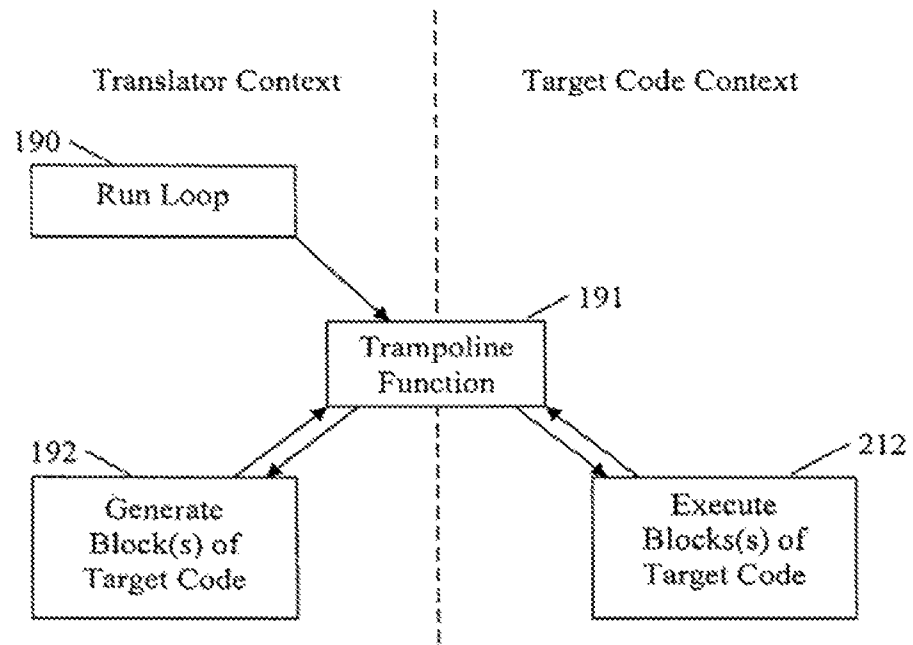 Translator Context
Target Code Context
190
Run Loop
191
Trampoline
Function
192
Generate
Block(s) of
Target Code
212
Execute
Blocks(s) of
Target Code